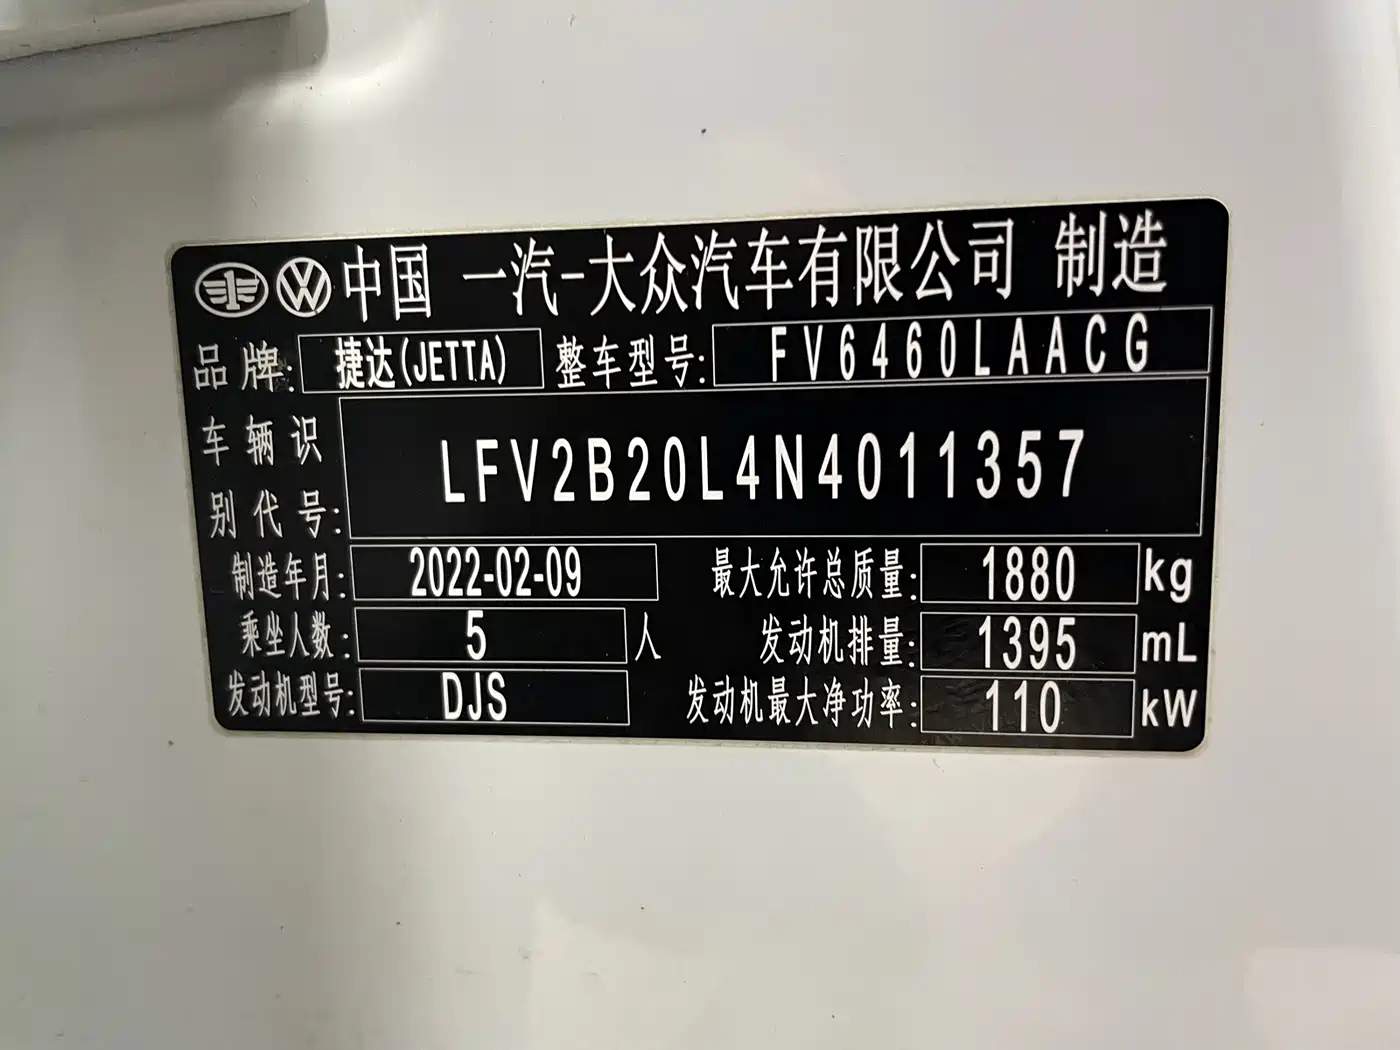 中国 一汽-大众汽车有限公司 制造
品牌: 捷达(JETTA) 整车型号: FV6460LAACG
车辆识别代号: LFV2B20L4N4011357
制造年月: 2022-02-09 最大允许总质量: 1880 kg
乘坐人数: 5 人 发动机排量: 1395 mL
发动机型号: DJS 发动机最大净功率: 110 kW